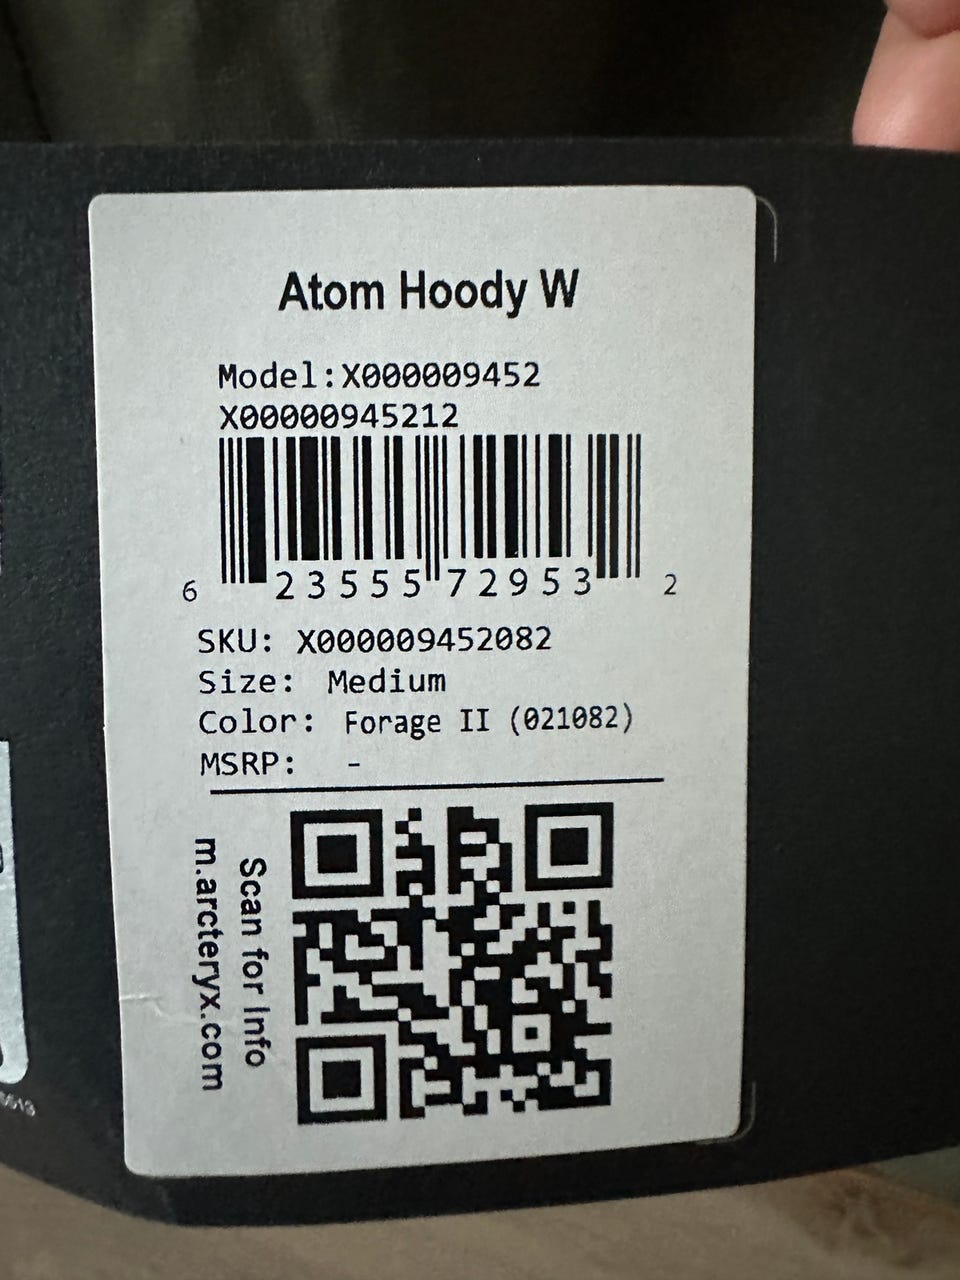 Atom Hoody W
Model:X000009452
X00000945212
6 23555 72953 2
SKU: X000009452082
Size: Medium
Color: Forage II (021082)
MSRP: -
Scan for Info
m.arcteryx.com